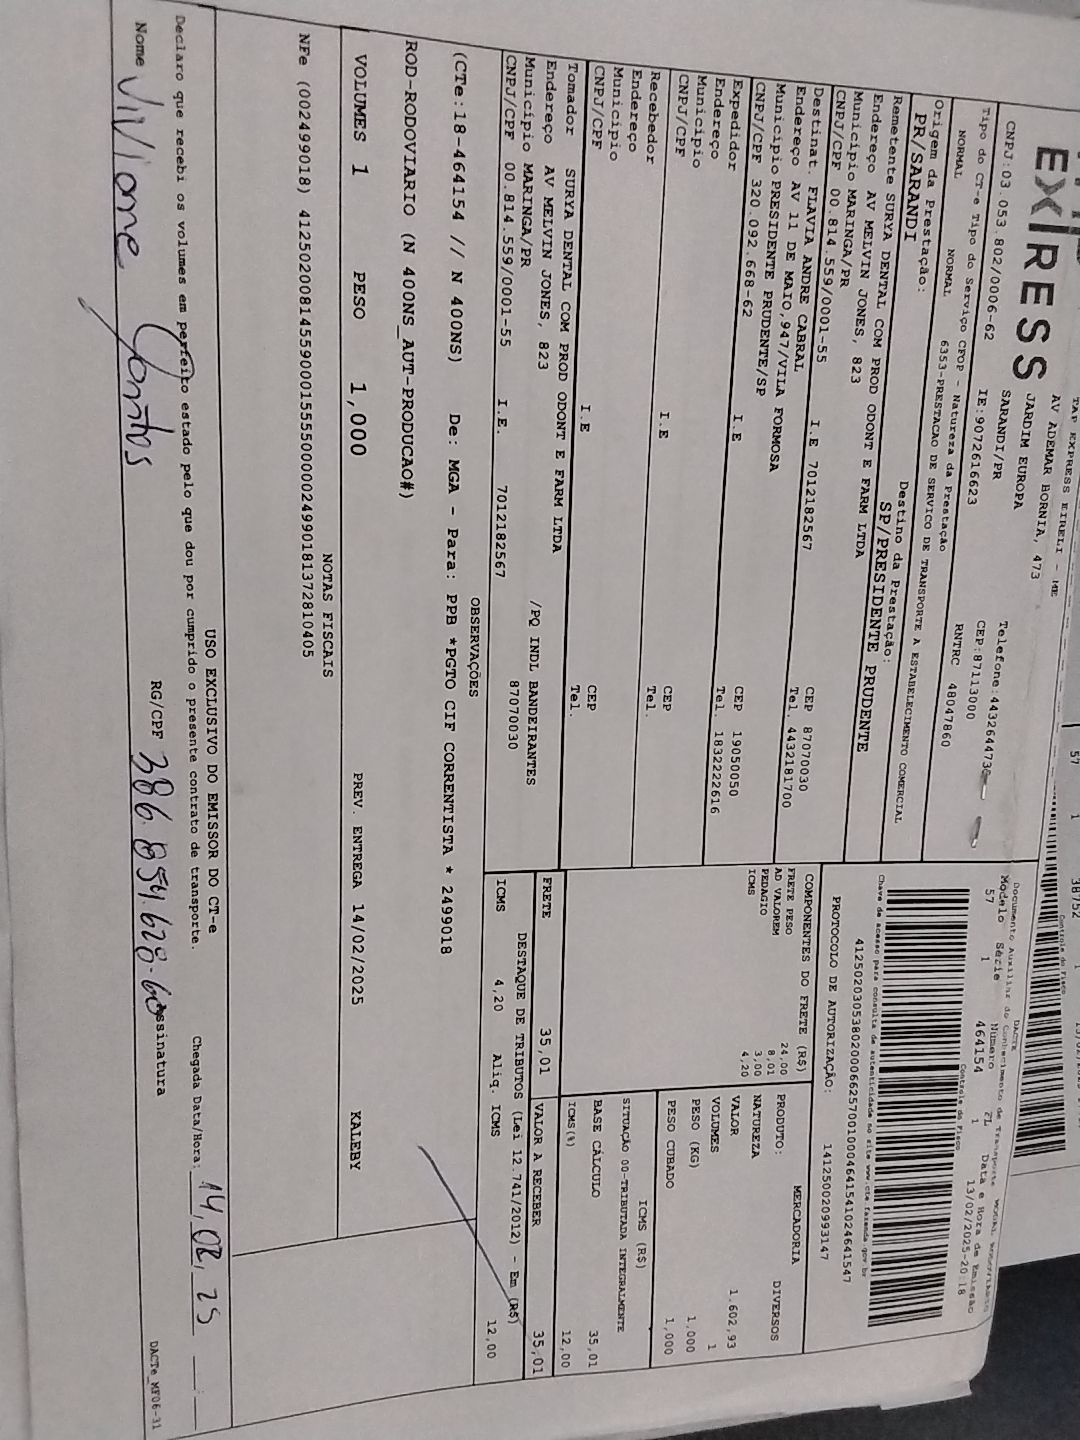 TAP EXPRESS EIRELI - ME
EXPRESS
AV ADEMAR BORNIA, 473
JARDIM EUROPA
SARANDI/PR
Telefone:443264473
CNPJ:03.053.802/0006-62
IE:9072616623
CEP:87113000
Tipo do CT-e Tipo do Serviço CFOP - Natureza da Prestação
RNTRC 48047860
NORMAL NORMAL 6353-PRESTACAO DE SERVICO DE TRANSPORTE A ESTABELECIMENTO COMERCIAL
Origem da Prestação: Destino da Prestação:
PR/SARANDI SP/PRESIDENTE PRUDENTE
Remetente SURYA DENTAL COM PROD ODONT E FARM LTDA
Endereço AV MELVIN JONES, 823
Município MARINGA/PR CEP 87070030
CNPJ/CPF 00.814.559/0001-55 I.E 7012182567 Tel. 4432181700
Destinat. FLAVIA ANDRE CABRAL
Endereço AV 11 DE MAIO,947/VILA FORMOSA
Município PRESIDENTE PRUDENTE/SP CEP 19050050
CNPJ/CPF 320.092.668-62 I.E Tel. 1832222616
Expedidor
Endereço
Município CEP
CNPJ/CPF I.E Tel.
Recebedor
Endereço
Município CEP
CNPJ/CPF I.E Tel.
Tomador SURYA DENTAL COM PROD ODONT E FARM LTDA
Endereço AV MELVIN JONES, 823 /PQ INDL BANDEIRANTES
Município MARINGA/PR 87070030
CNPJ/CPF 00.814.559/0001-55 I.E. 7012182567
DACTE
Documento Auxiliar do Conhecimento de Transporte MODAL RODOVIÁRIO
Modelo Série Número FL Data e Hora de Emissão
57 1 464154 1 13/02/2025-20:18
Controle do Fisco
Chave de acesso para consulta de autenticidade no site www.cte.fazenda.gov.br
41250203053802000662570010004641541024641547
PROTOCOLO DE AUTORIZAÇÃO: 141250020993147
COMPONENTES DO FRETE (R$)
FRETE PESO 24,00
AD VALOREM 8,01
PEDAGIO 3,00
ICMS 4,20
MERCADORIA
PRODUTO: DIVERSOS
NATUREZA
VALOR 1.602,93
VOLUMES 1
PESO (KG) 1,000
PESO CUBADO 1,000
ICMS (R$)
SITUAÇÃO 00-TRIBUTADA INTEGRALMENTE
BASE CÁLCULO 35,01
ICMS(%) 12,00
FRETE 35,01 VALOR A RECEBER 35,01
DESTAQUE DE TRIBUTOS (Lei 12.741/2012) - Em (R$)
ICMS 4,20 Aliq. ICMS 12,00
OBSERVAÇÕES
(CTe:18-464154 // N 400NS) De: MGA - Para: PPB *PGTO CIF CORRENTISTA * 2499018
ROD-RODOVIARIO (N 400NS_AUT-PRODUCAO#)
VOLUMES 1 PESO 1,000 PREV. ENTREGA 14/02/2025 KALEBY
NOTAS FISCAIS
NFe (002499018) 41250200814559000155550000024990181372810405
USO EXCLUSIVO DO EMISSOR DO CT-e
Declaro que recebi os volumes em perfeito estado pelo que dou por cumprido o presente contrato de transporte. Chegada Data/Hora: 14,02,25
Nome RG/CPF 386.854.628-60 Assinatura
DACTe_MF06-31